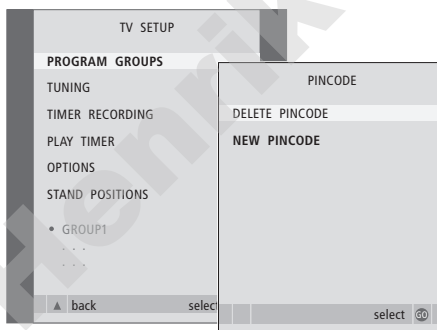 TV SETUP
PROGRAM GROUPS
TUNING
TIMER RECORDING
PLAY TIMER
OPTIONS
STAND POSITIONS
• GROUP1
. . .
. . .
▲ back select
PINCODE
DELETE PINCODE
NEW PINCODE
select GO
Henrik